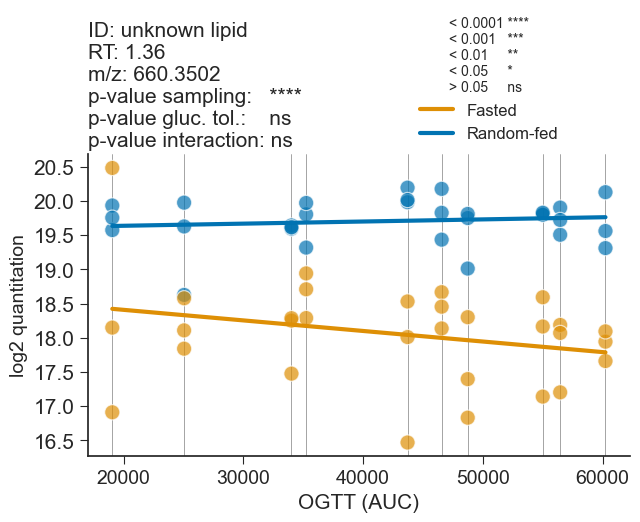 ID: unknown lipid
RT: 1.36
m/z: 660.3502
p-value sampling: ****
p-value gluc. tol.: ns
p-value interaction: ns
< 0.0001 ****
< 0.001 ***
< 0.01 **
< 0.05 *
> 0.05 ns
Fasted
Random-fed
20.5
20.0
19.5
19.0
18.5
18.0
17.5
17.0
16.5
log2 quantitation
20000 30000 40000 50000 60000
OGTT (AUC)